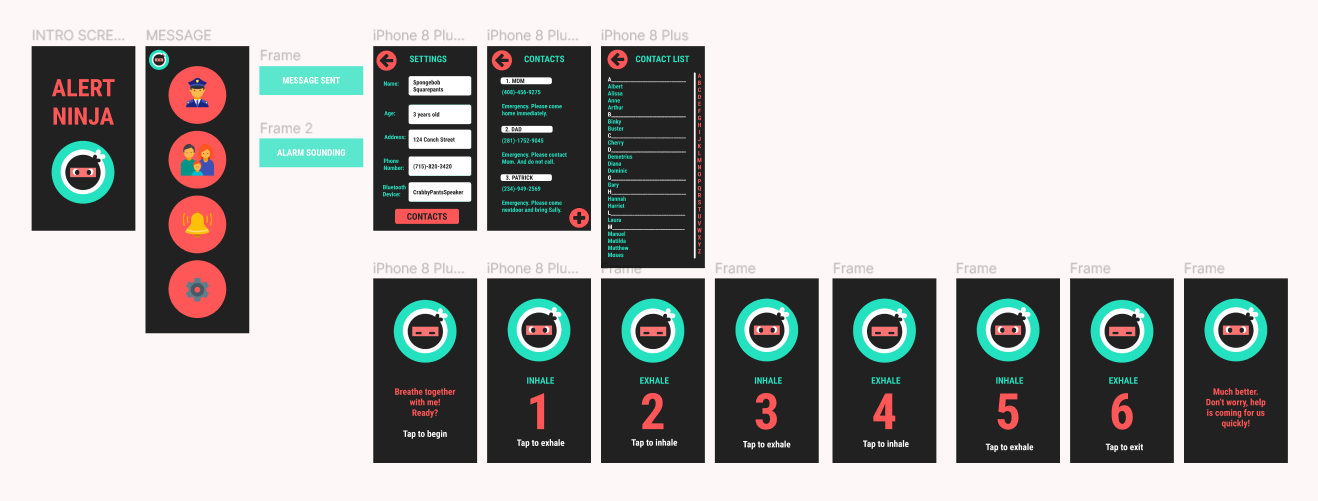 INTRO SCRE...
ALERT
NINJA
MESSAGE
Frame
MESSAGE SENT
Frame 2
ALARM SOUNDING
iPhone 8 Plu...
SETTINGS
Name:
Spongebob
Squarepants
Age:
3 years old
Address:
124 Conch Street
Phone
Number:
(715)-820-3420
Bluetooth
Device:
CrabbyPantsSpeaker
CONTACTS
iPhone 8 Plu...
CONTACTS
1. MOM
(408)-456-9275
Emergency. Please come
home immediately.
2. DAD
(281)-1752-9045
Emergency. Please contact
Mom. And do not call.
3. PATRICK
(234)-949-2569
Emergency. Please come
nextdoor and bring Sally.
iPhone 8 Plus
CONTACT LIST
A
Albert
Alissa
Anne
Arthur
B
Binky
Buster
C
Cherry
D
Demetrius
Diana
Dominic
G
Gary
H
Hannah
Harriet
L
Laura
M
Manuel
Matilda
Matthew
Moses
A
B
C
D
E
F
G
H
I
J
K
L
M
N
O
P
Q
R
S
T
U
V
W
X
Y
Z
iPhone 8 Plu...
Breathe together
with me!
Ready?
Tap to begin
iPhone 8 Plu...
INHALE
1
Tap to exhale
Frame
EXHALE
2
Tap to inhale
Frame
INHALE
3
Tap to exhale
Frame
EXHALE
4
Tap to inhale
Frame
INHALE
5
Tap to exhale
Frame
EXHALE
6
Tap to exit
Frame
Much better.
Don't worry, help
is coming for us
quickly!